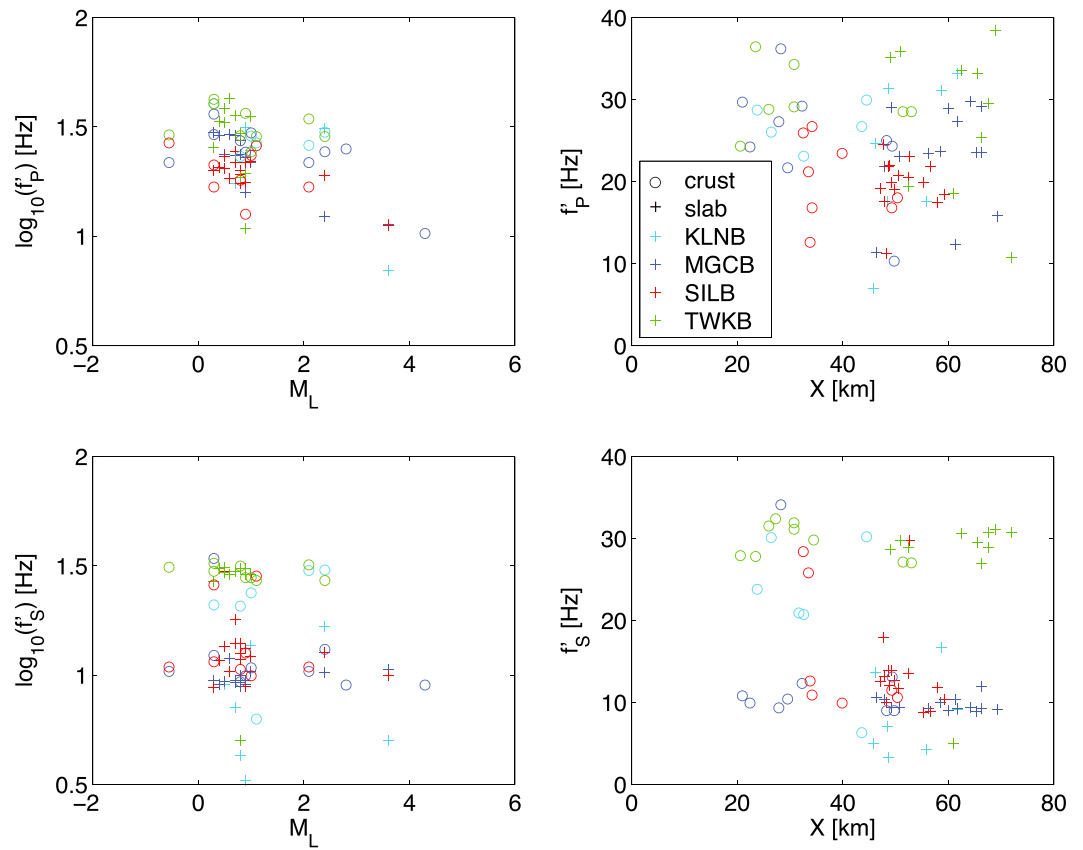 2
1.5
1
0.5
−2 0 2 4 6
log10(f'P) [Hz]
ML
40
30
20
10
0
0 20 40 60 80
f'P [Hz]
X [km]
crust
slab
KLNB
MGCB
SILB
TWKB
2
1.5
1
0.5
−2 0 2 4 6
log10(f'S) [Hz]
ML
40
30
20
10
0
0 20 40 60 80
f'S [Hz]
X [km]